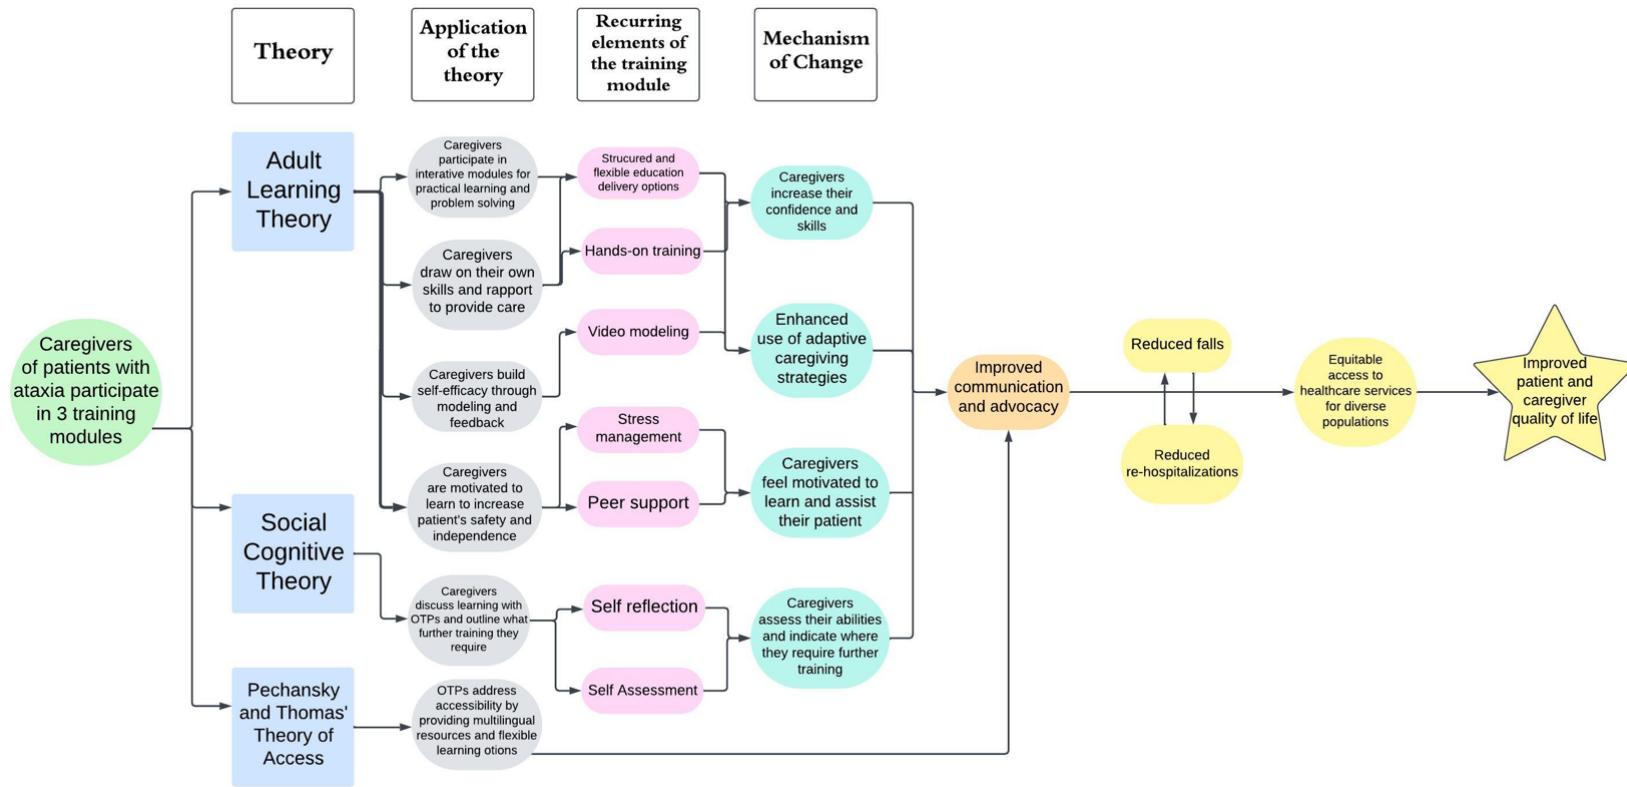 Theory
Application
of the
theory
Recurring
elements of
the training
module
Mechanism
of Change
Caregivers
of patients with
ataxia participate
in 3 training
modules
Adult
Learning
Theory
Social
Cognitive
Theory
Pechansky
and Thomas'
Theory of
Access
Caregivers
participate in
interative modules for
practical learning and
problem solving
Caregivers
draw on their own
skills and rapport
to provide care
Caregivers build
self-efficacy through
modeling and
feedback
Caregivers
are motivated to
learn to increase
patient's safety and
independence
Caregivers
discuss learning with
OTPs and outline what
further training they
require
OTPs address
accessibility by
providing multilingual
resources and flexible
learning otions
Strucured and
flexible education
delivery options
Hands-on training
Video modeling
Stress
management
Peer support
Self reflection
Self Assessment
Caregivers
increase their
confidence and
skills
Enhanced
use of adaptive
caregiving
strategies
Caregivers
feel motivated to
learn and assist
their patient
Caregivers
assess their abilities
and indicate where
they require further
training
Improved
communication
and advocacy
Reduced falls
Reduced
re-hospitalizations
Equitable
access to
healthcare services
for diverse
populations
Improved
patient and
caregiver
quality of life